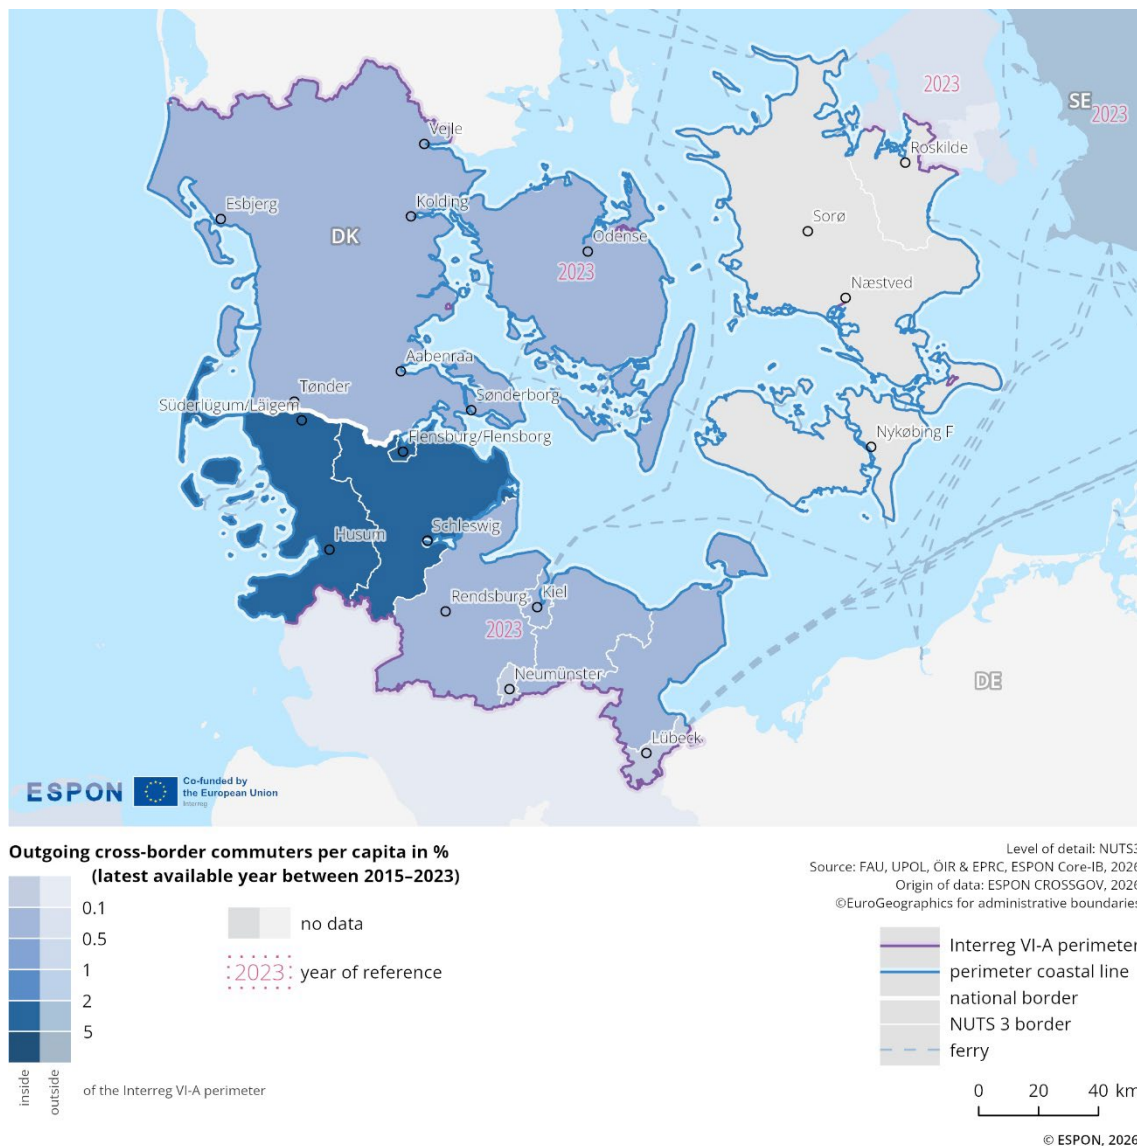 2023
SE
2023
Vejle
Roskilde
Esbjerg
Kolding
Sorø
DK
Odense
2023
Næstved
Aabenraa
Tønder
Sønderborg
Süderlügum/Läigem
Flensburg/Flensborg
Nykøbing F
Schleswig
Husum
Rendsburg
Kiel
2023
Neumünster
DE
Lübeck
ESPON
Co-funded by
the European Union
Interreg
Outgoing cross-border commuters per capita in %
(latest available year between 2015–2023)
0.1
0.5
1
2
5
inside
outside
of the Interreg VI-A perimeter
no data
2023 year of reference
Level of detail: NUTS3
Source: FAU, UPOL, ÖIR & EPRC, ESPON Core-IB, 2026
Origin of data: ESPON CROSSGOV, 2026
©EuroGeographics for administrative boundaries
Interreg VI-A perimeter
perimeter coastal line
national border
NUTS 3 border
ferry
0 20 40 km
© ESPON, 2026